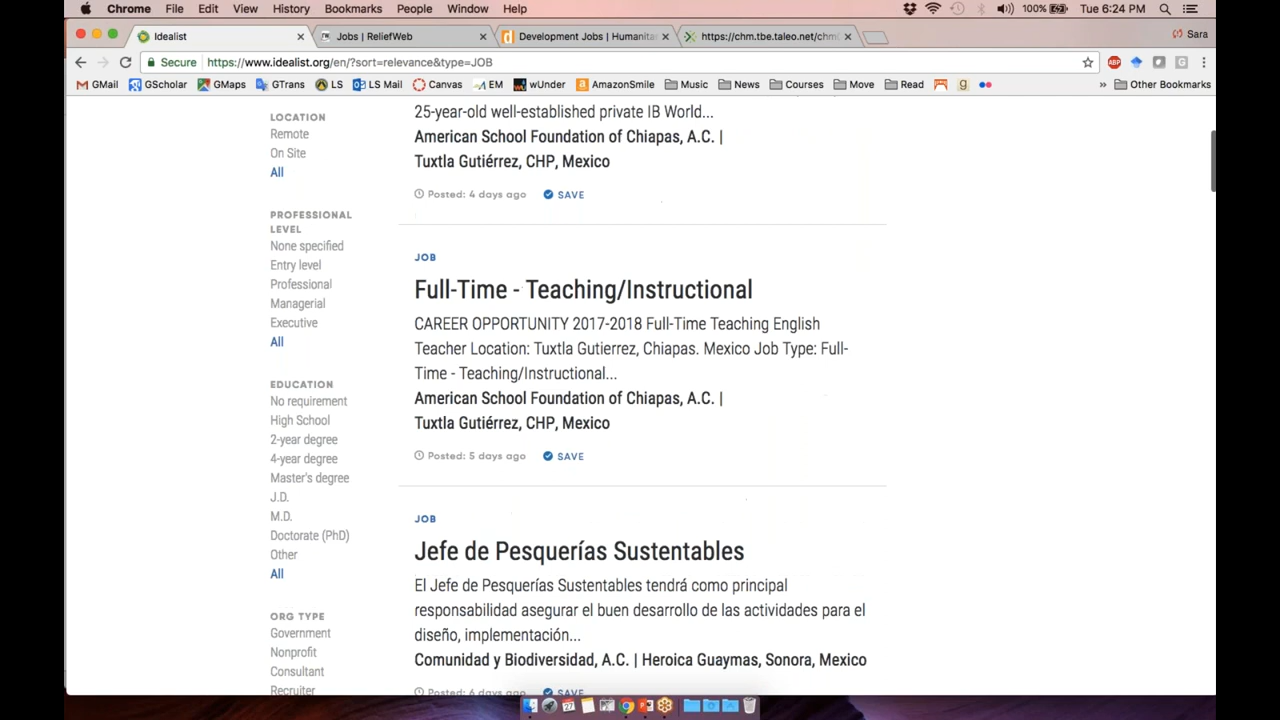 Chrome File Edit View History Bookmarks People Window Help 100% Tue 6:24 PM
Idealist Jobs | ReliefWeb Development Jobs | Humanita https://chm.tbe.taleo.net/chm Sara
Secure https://www.idealist.org/en/?sort=relevance&type=JOB ABP
GMail GScholar GMaps GTrans LS LS Mail Canvas EM wUnder AmazonSmile Music News Courses Move Read » Other Bookmarks
LOCATION
Remote
On Site
All
PROFESSIONAL
LEVEL
None specified
Entry level
Professional
Managerial
Executive
All
EDUCATION
No requirement
High School
2-year degree
4-year degree
Master's degree
J.D.
M.D.
Doctorate (PhD)
Other
All
ORG TYPE
Government
Nonprofit
Consultant
Recruiter
25-year-old well-established private IB World...
American School Foundation of Chiapas, A.C. |
Tuxtla Gutiérrez, CHP, Mexico
Posted: 4 days ago SAVE
JOB
Full-Time - Teaching/Instructional
CAREER OPPORTUNITY 2017-2018 Full-Time Teaching English
Teacher Location: Tuxtla Gutierrez, Chiapas. Mexico Job Type: Full-
Time - Teaching/Instructional...
American School Foundation of Chiapas, A.C. |
Tuxtla Gutiérrez, CHP, Mexico
Posted: 5 days ago SAVE
JOB
Jefe de Pesquerías Sustentables
El Jefe de Pesquerías Sustentables tendrá como principal
responsabilidad asegurar el buen desarrollo de las actividades para el
diseño, implementación...
Comunidad y Biodiversidad, A.C. | Heroica Guaymas, Sonora, Mexico
Posted: 6 days ago SAVE